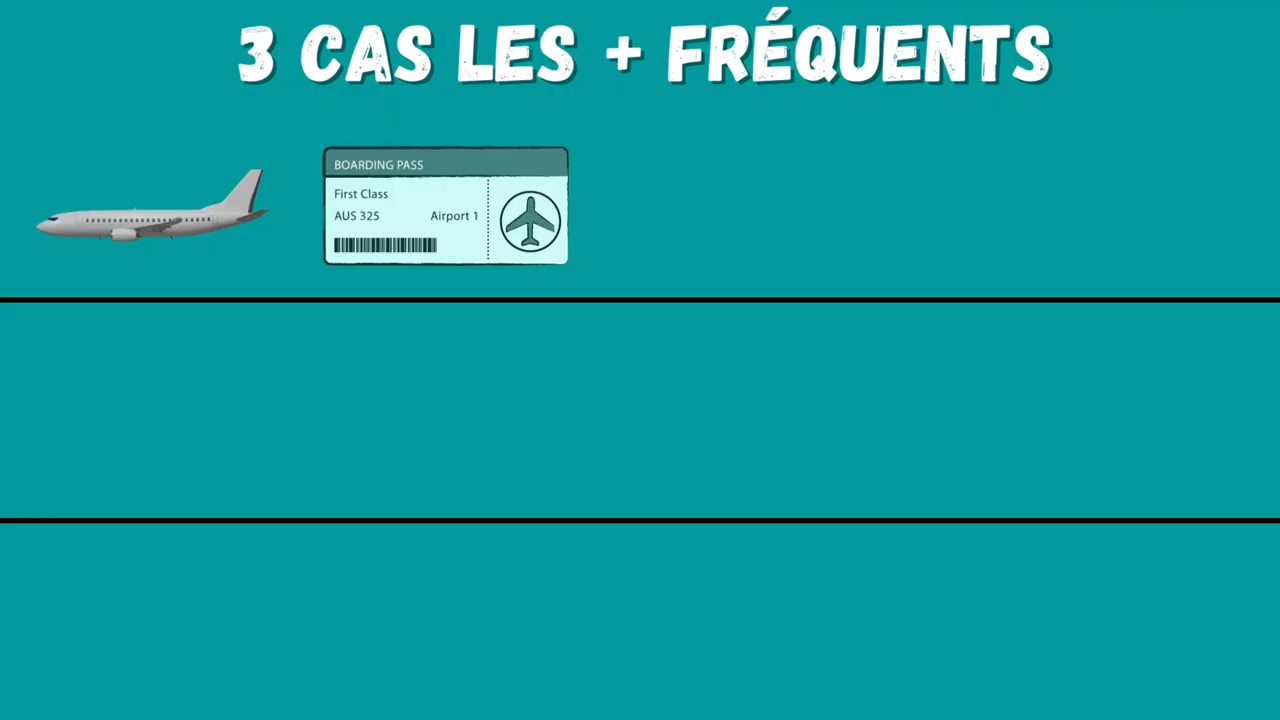 3 CAS LES + FRÉQUENTS
BOARDING PASS
First Class
AUS 325 Airport 1